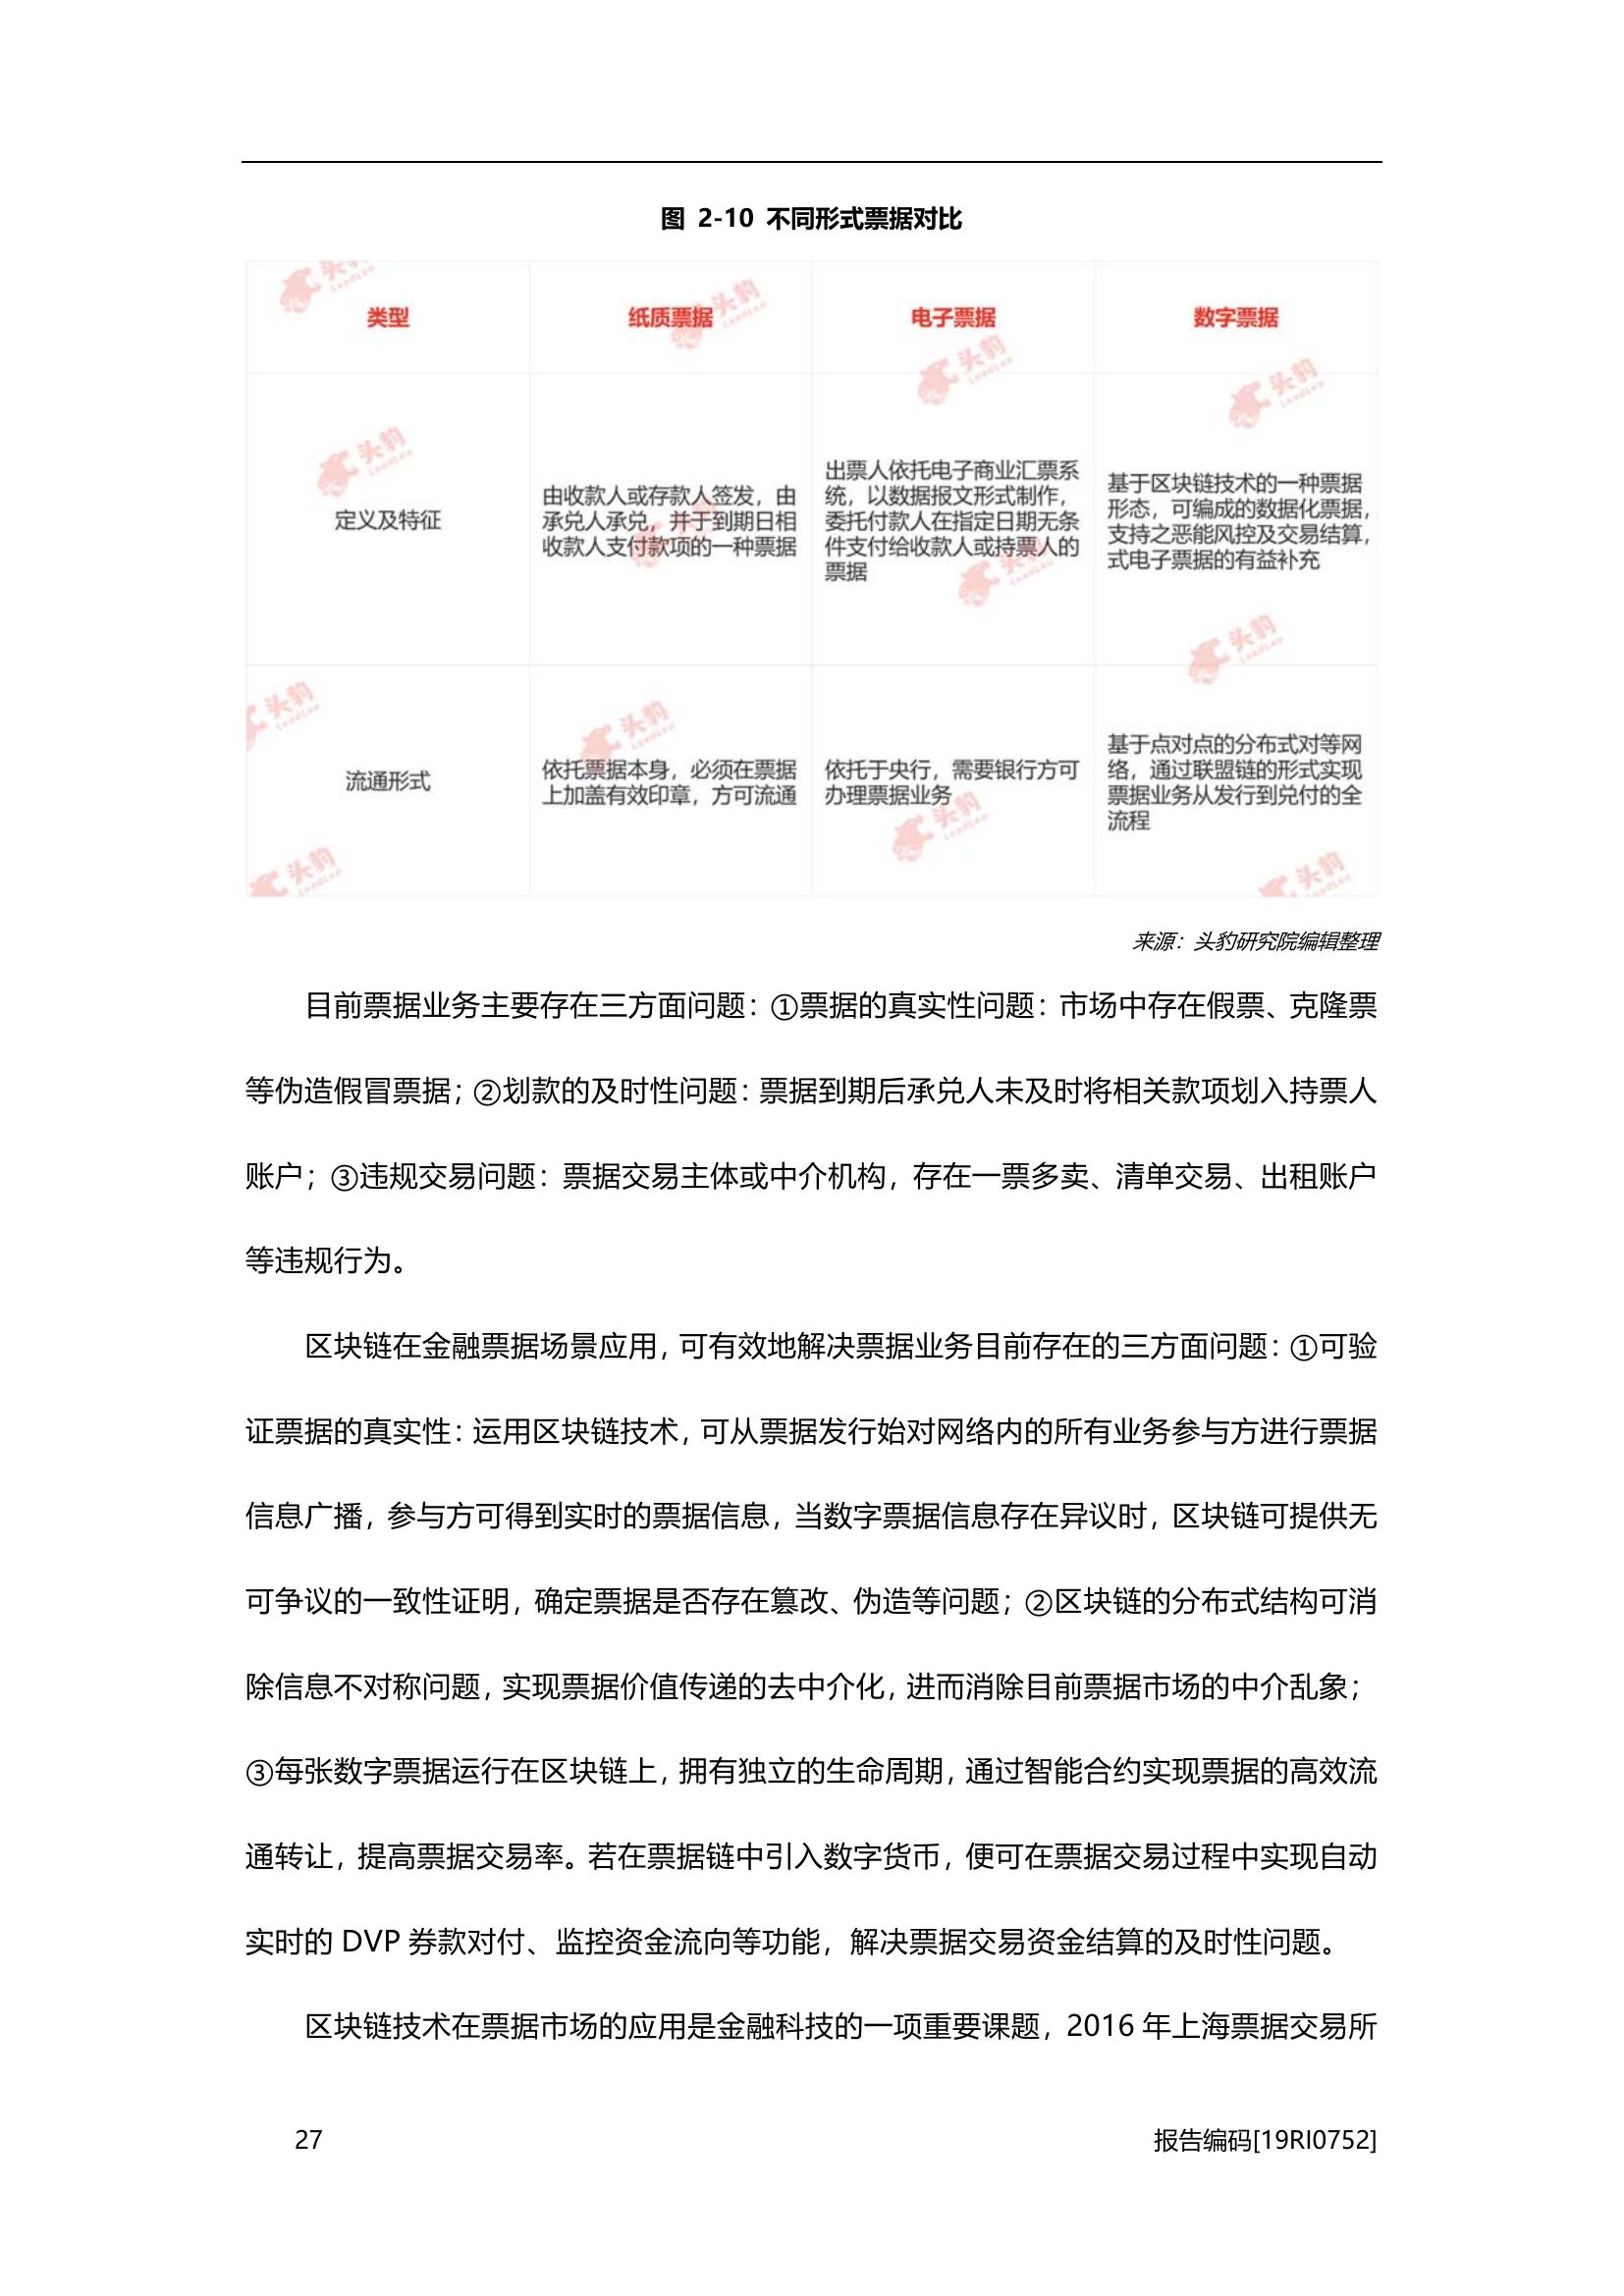 图 2-10 不同形式票据对比
类型
纸质票据
电子票据
数字票据
定义及特征
由收款人或存款人签发，由
承兑人承兑，并于到期日相
收款人支付款项的一种票据
出票人依托电子商业汇票系
统，以数据报文形式制作，
委托付款人在指定日期无条
件支付给收款人或持票人的
票据
基于区块链技术的一种票据
形态，可编成的数据化票据，
支持之恶能风控及交易结算，
式电子票据的有益补充
流通形式
依托票据本身，必须在票据
上加盖有效印章，方可流通
依托于央行，需要银行方可
办理票据业务
基于点对点的分布式对等网
络，通过联盟链的形式实现
票据业务从发行到兑付的全
流程
来源：头豹研究院编辑整理
目前票据业务主要存在三方面问题：①票据的真实性问题：市场中存在假票、克隆票
等伪造假冒票据；②划款的及时性问题：票据到期后承兑人未及时将相关款项划入持票人
账户；③违规交易问题：票据交易主体或中介机构，存在一票多卖、清单交易、出租账户
等违规行为。
区块链在金融票据场景应用，可有效地解决票据业务目前存在的三方面问题：①可验
证票据的真实性：运用区块链技术，可从票据发行始对网络内的所有业务参与方进行票据
信息广播，参与方可得到实时的票据信息，当数字票据信息存在异议时，区块链可提供无
可争议的一致性证明，确定票据是否存在篡改、伪造等问题；②区块链的分布式结构可消
除信息不对称问题，实现票据价值传递的去中介化，进而消除目前票据市场的中介乱象；
③每张数字票据运行在区块链上，拥有独立的生命周期，通过智能合约实现票据的高效流
通转让，提高票据交易率。若在票据链中引入数字货币，便可在票据交易过程中实现自动
实时的 DVP 券款对付、监控资金流向等功能，解决票据交易资金结算的及时性问题。
区块链技术在票据市场的应用是金融科技的一项重要课题，2016 年上海票据交易所
27
报告编码[19RI0752]